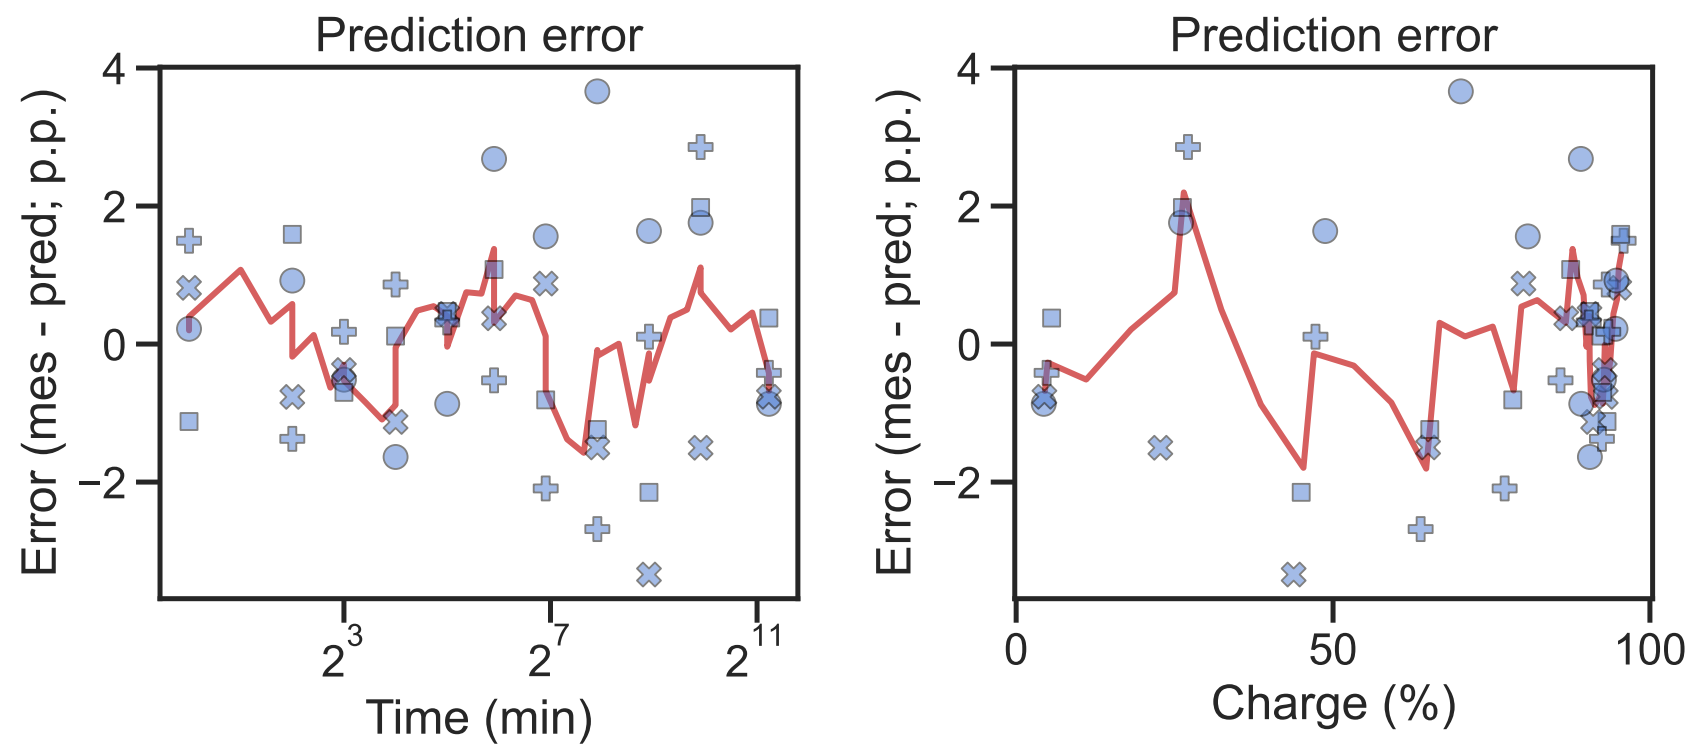 Prediction error
4
2
0
−2
Error (mes - pred; p.p.)
2^3
2^7
2^11
Time (min)
Prediction error
4
2
0
−2
Error (mes - pred; p.p.)
0
50
100
Charge (%)